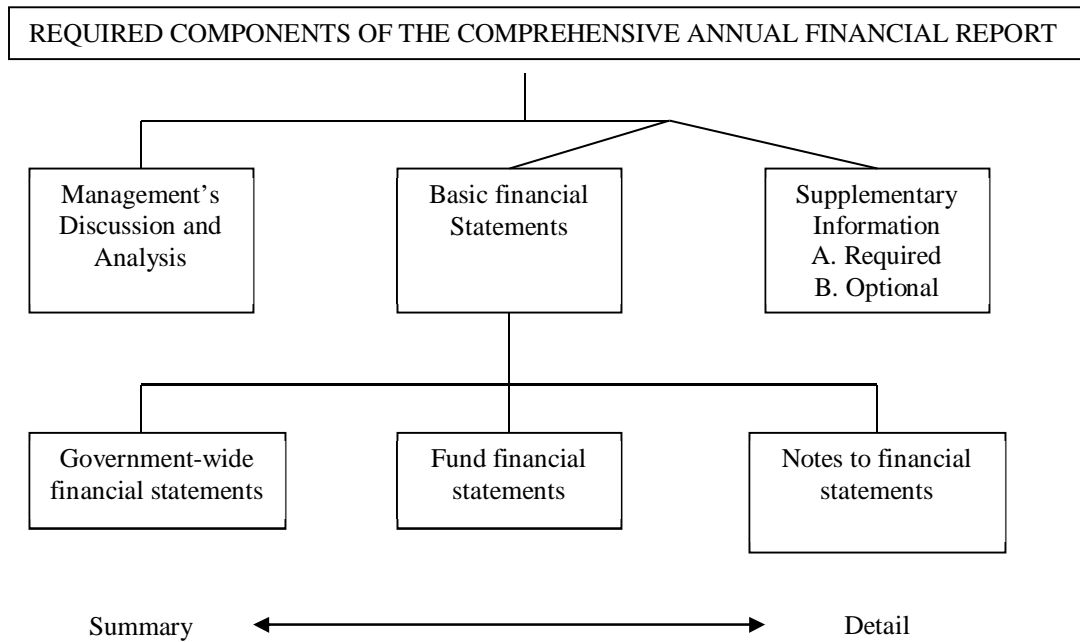 REQUIRED COMPONENTS OF THE COMPREHENSIVE ANNUAL FINANCIAL REPORT
Management’s
Discussion and
Analysis
Basic financial
Statements
Supplementary
Information
A. Required
B. Optional
Government-wide
financial statements
Fund financial
statements
Notes to financial
statements
Summary
Detail